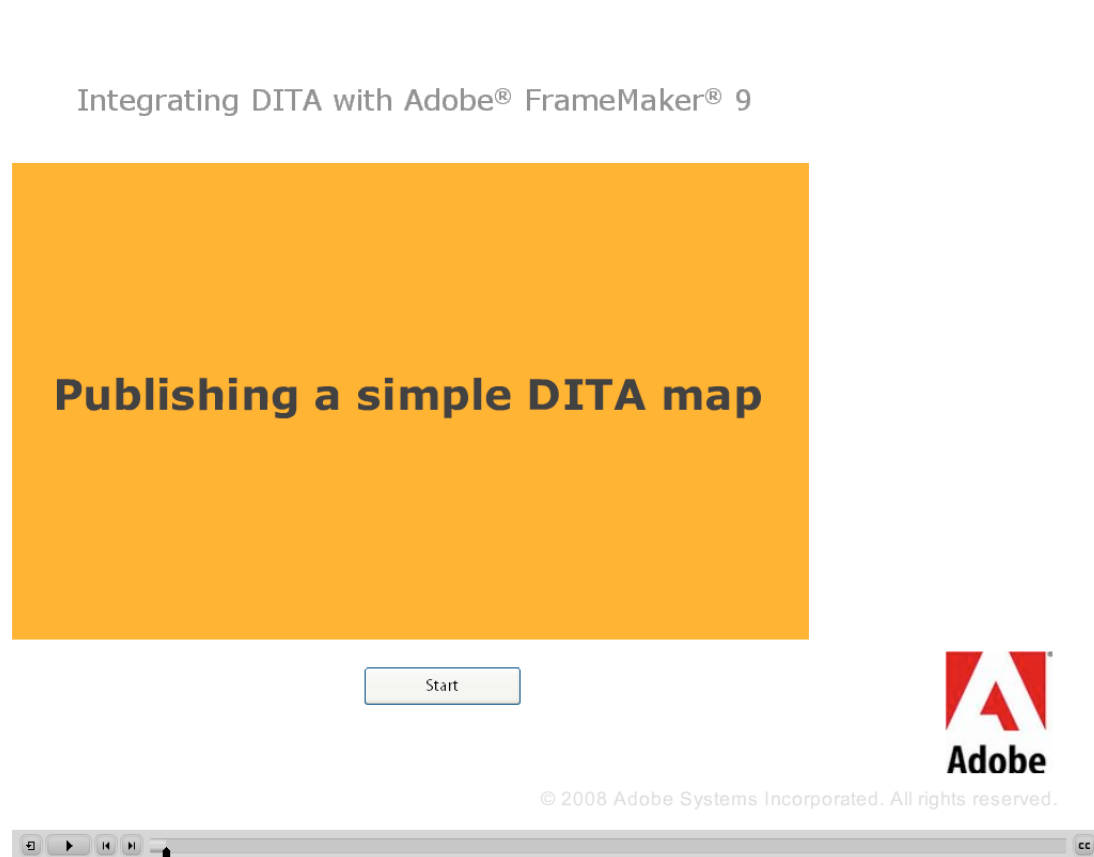 Integrating DITA with Adobe® FrameMaker® 9
Publishing a simple DITA map
Start
Adobe
© 2008 Adobe Systems Incorporated. All rights reserved.
CC